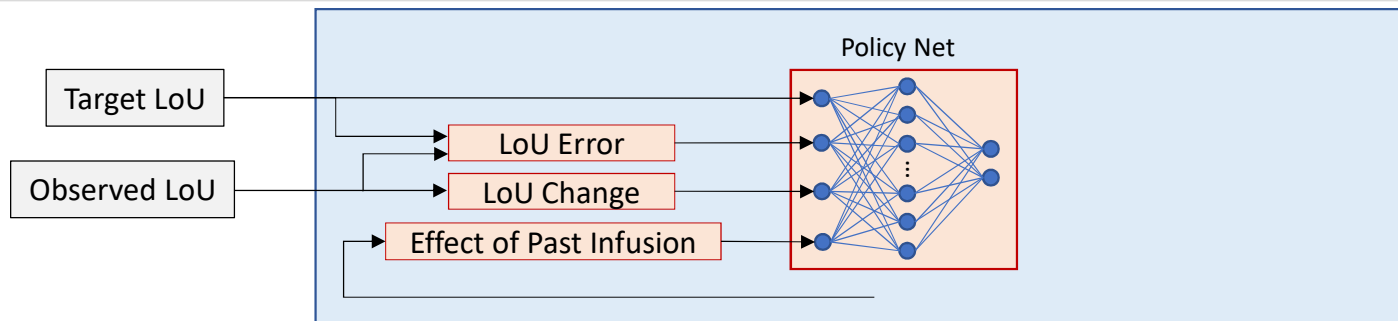 Policy Net
Target LoU
LoU Error
Observed LoU
LoU Change
Effect of Past Infusion